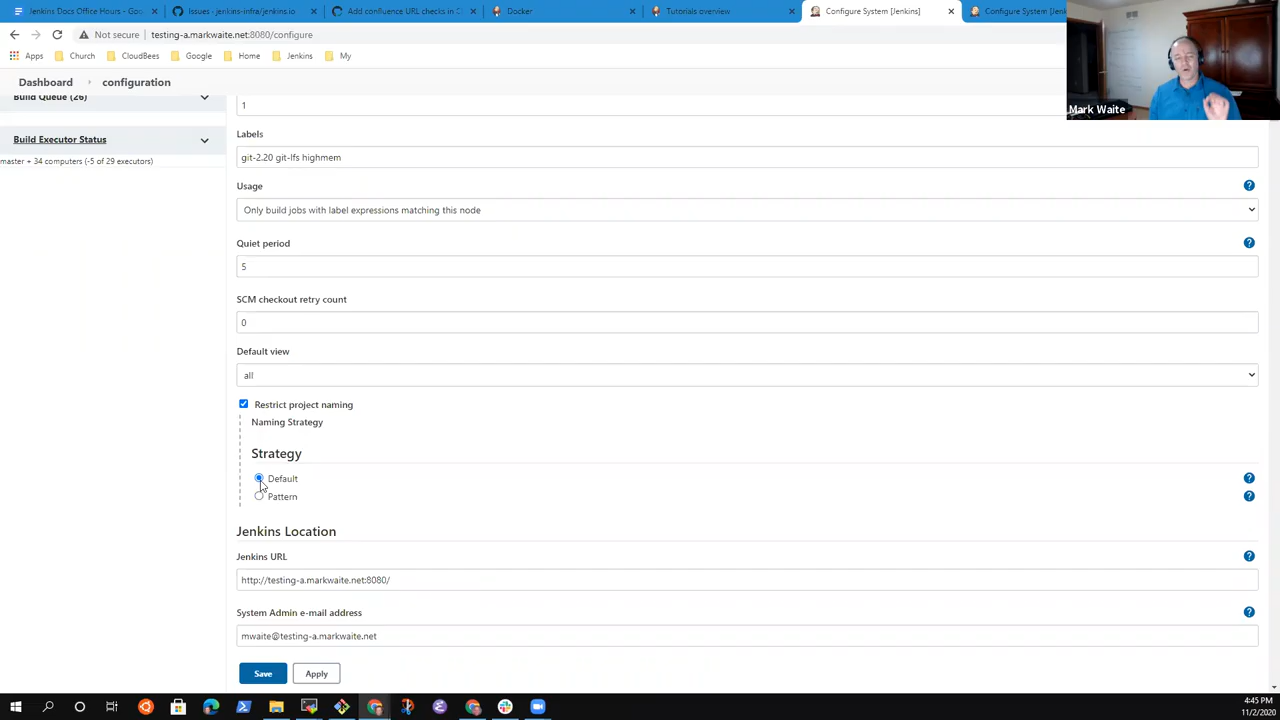 Jenkins Docs Office Hours - Goo
Issues · jenkins-infra/jenkins.io
Add confluence URL checks in C
Docker
Tutorials overview
Configure System [Jenkins]
Configure System [Jenkins]
Not secure | testing-a.markwaite.net:8080/configure
Apps Church CloudBees Google Home Jenkins My
Mark Waite
Dashboard configuration
Build Queue (26)
Build Executor Status
master + 34 computers (-5 of 29 executors)
1
Labels
git-2.20 git-lfs highmem
Usage
Only build jobs with label expressions matching this node
Quiet period
5
SCM checkout retry count
0
Default view
all
Restrict project naming
Naming Strategy
Strategy
Default
Pattern
Jenkins Location
Jenkins URL
http://testing-a.markwaite.net:8080/
System Admin e-mail address
mwaite@testing-a.markwaite.net
Save Apply
4:45 PM
11/2/2020